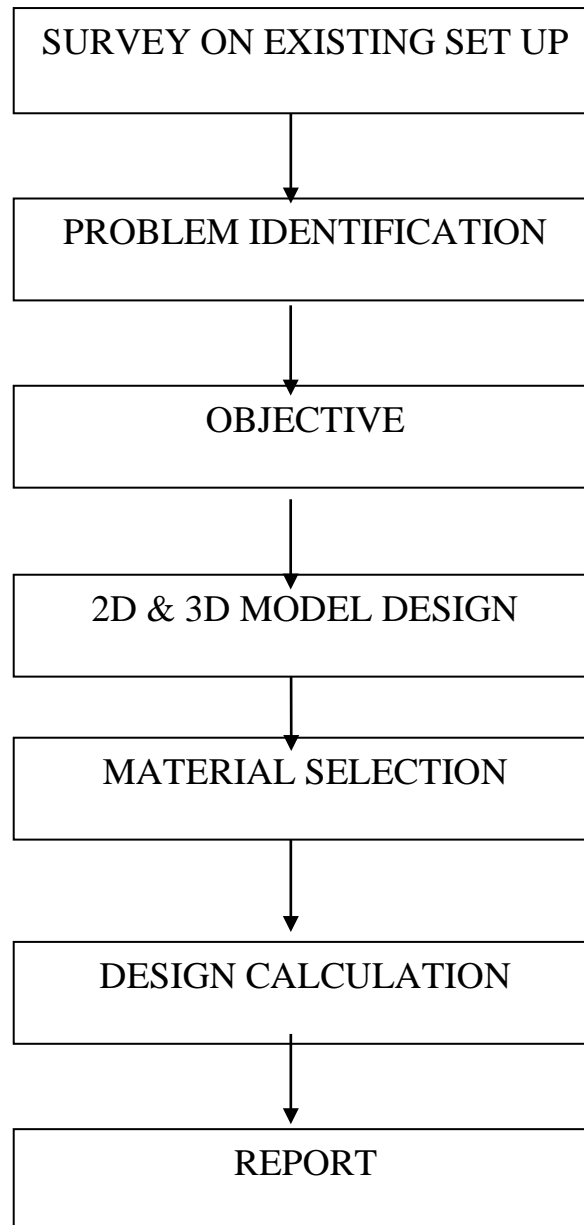 SURVEY ON EXISTING SET UP
PROBLEM IDENTIFICATION
OBJECTIVE
2D & 3D MODEL DESIGN
MATERIAL SELECTION
DESIGN CALCULATION
REPORT